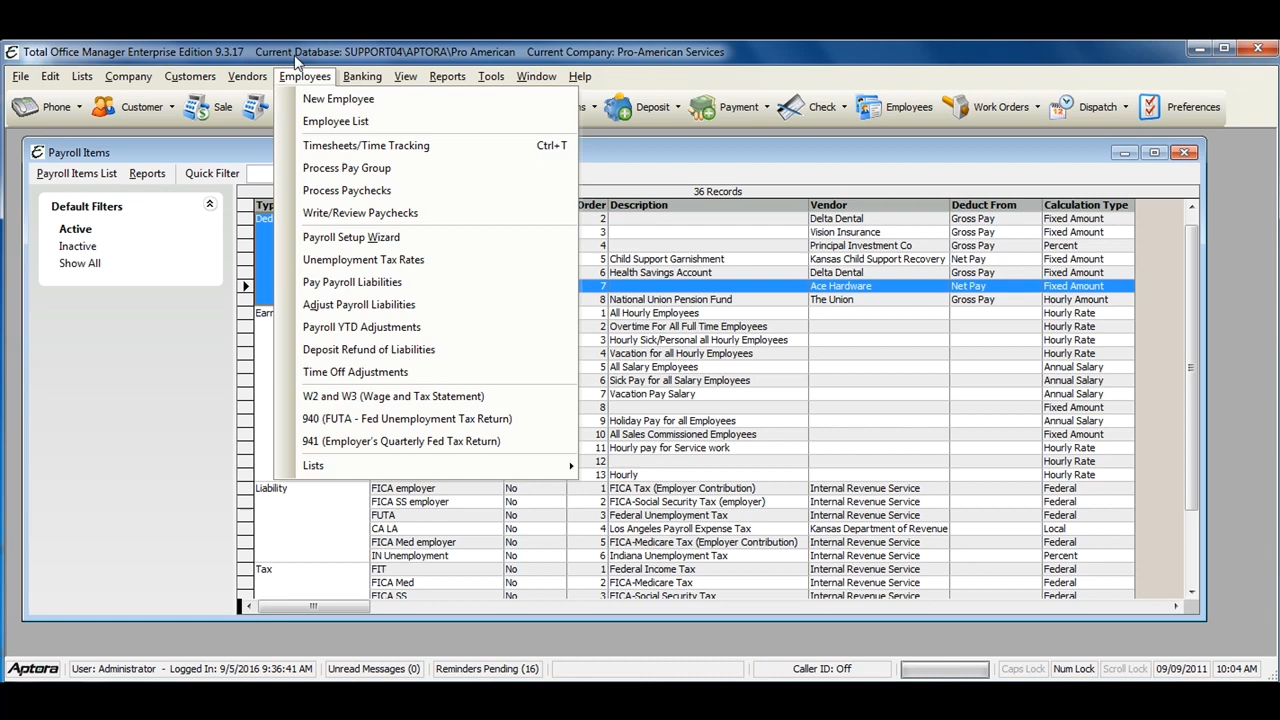 Total Office Manager Enterprise Edition 9.3.17 Current Database: SUPPORT04\APTORA\Pro American Current Company: Pro-American Services
File Edit Lists Company Customers Vendors Employees Banking View Reports Tools Window Help
Phone Customer Sale Deposit Payment Check Employees Work Orders Dispatch Preferences
New Employee
Employee List
Timesheets/Time Tracking Ctrl+T
Process Pay Group
Process Paychecks
Write/Review Paychecks
Payroll Setup Wizard
Unemployment Tax Rates
Pay Payroll Liabilities
Adjust Payroll Liabilities
Payroll YTD Adjustments
Deposit Refund of Liabilities
Time Off Adjustments
W2 and W3 (Wage and Tax Statement)
940 (FUTA - Fed Unemployment Tax Return)
941 (Employer's Quarterly Fed Tax Return)
Lists
Payroll Items
Payroll Items List Reports Quick Filter
Default Filters
Active
Inactive
Show All
36 Records
Typ Order Description Vendor Deduct From Calculation Type
Ded 2 Delta Dental Gross Pay Fixed Amount
3 Vision Insurance Gross Pay Fixed Amount
4 Principal Investment Co Gross Pay Percent
5 Child Support Garnishment Kansas Child Support Recovery Net Pay Fixed Amount
6 Health Savings Account Delta Dental Gross Pay Fixed Amount
7 Ace Hardware Net Pay Fixed Amount
8 National Union Pension Fund The Union Gross Pay Hourly Amount
Earn 1 All Hourly Employees Hourly Rate
2 Overtime For All Full Time Employees Hourly Rate
3 Hourly Sick/Personal all Hourly Employees Hourly Rate
4 Vacation for all Hourly Employees Hourly Rate
5 All Salary Employees Annual Salary
6 Sick Pay for all Salary Employees Annual Salary
7 Vacation Pay Salary Annual Salary
8 Fixed Amount
9 Holiday Pay for all Employees Annual Salary
10 All Sales Commissioned Employees Fixed Amount
11 Hourly pay for Service work Hourly Rate
12 Hourly Rate
13 Hourly Hourly Rate
Liability FICA employer No 1 FICA Tax (Employer Contribution) Internal Revenue Service Federal
FICA SS employer No 2 FICA-Social Security Tax (employer) Internal Revenue Service Federal
FUTA No 3 Federal Unemployment Tax Internal Revenue Service Federal
CA LA No 4 Los Angeles Payroll Expense Tax Kansas Department of Revenue Local
FICA Med employer No 5 FICA-Medicare Tax (Employer Contribution) Internal Revenue Service Federal
IN Unemployment No 6 Indiana Unemployment Tax Internal Revenue Service Percent
Tax FIT No 1 Federal Income Tax Internal Revenue Service Federal
FICA Med No 2 FICA-Medicare Tax Internal Revenue Service Federal
FICA SS No 3 FICA-Social Security Tax Internal Revenue Service Federal
Aptora User: Administrator - Logged In: 9/5/2016 9:36:41 AM Unread Messages (0) Reminders Pending (16) Caller ID: Off Caps Lock Num Lock Scroll Lock 09/09/2011 10:04 AM